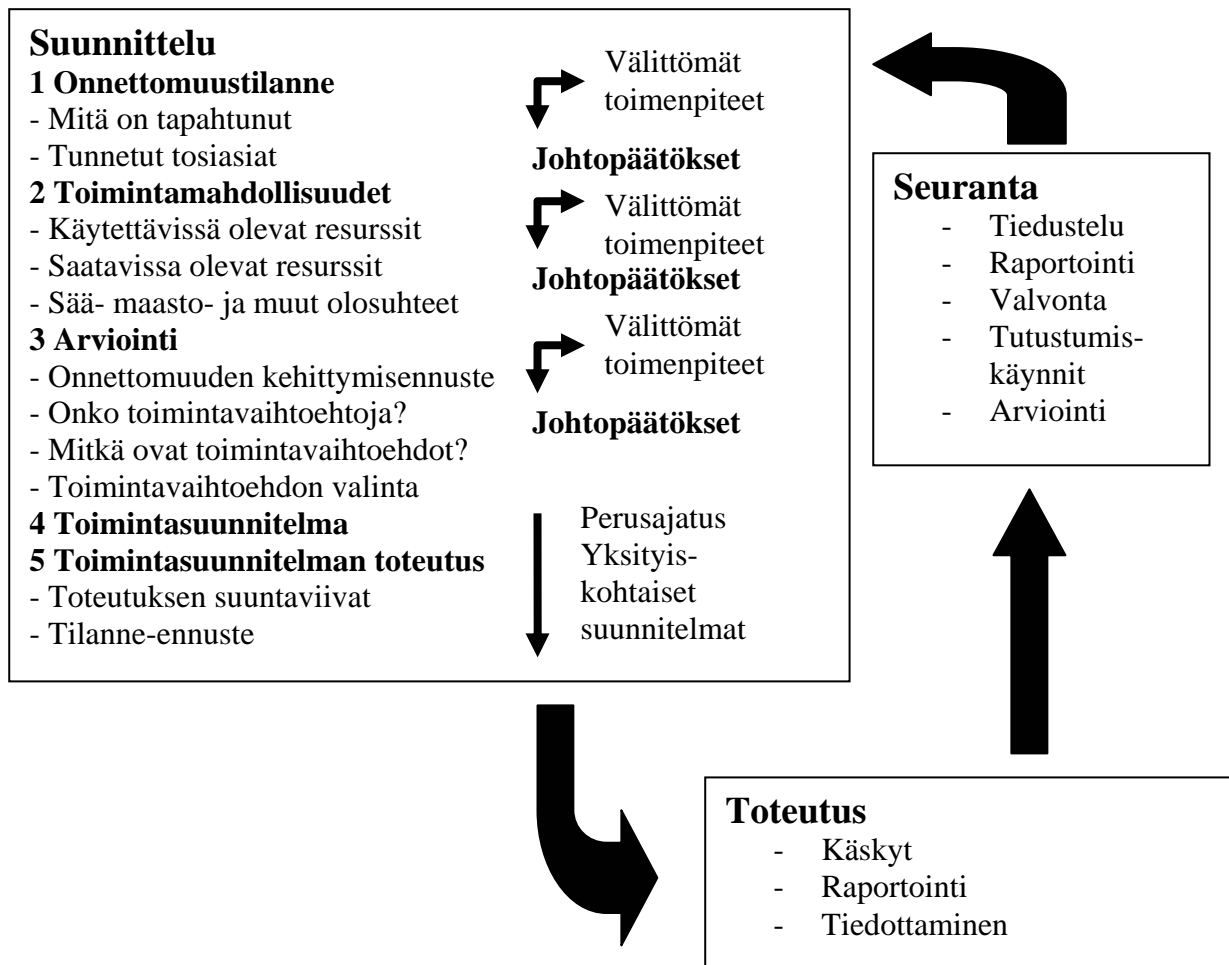 Suunnittelu
1 Onnettomuustilanne
- Mitä on tapahtunut
- Tunnetut tosiasiat
2 Toimintamahdollisuudet
- Käytettävissä olevat resurssit
- Saatavissa olevat resurssit
- Sää- maasto- ja muut olosuhteet
3 Arviointi
- Onnettomuuden kehittymisennuste
- Onko toimintavaihtoehtoja?
- Mitkä ovat toimintavaihtoehdot?
- Toimintavaihtoehdon valinta
4 Toimintasuunnitelma
5 Toimintasuunnitelman toteutus
- Toteutuksen suuntaviivat
- Tilanne-ennuste
Välittömät
toimenpiteet
Johtopäätökset
Välittömät
toimenpiteet
Johtopäätökset
Välittömät
toimenpiteet
Johtopäätökset
Perusajatus
Yksityis-
kohtaiset
suunnitelmat
Seuranta
- Tiedustelu
- Raportointi
- Valvonta
- Tutustumis-
käynnit
- Arviointi
Toteutus
- Käskyt
- Raportointi
- Tiedottaminen